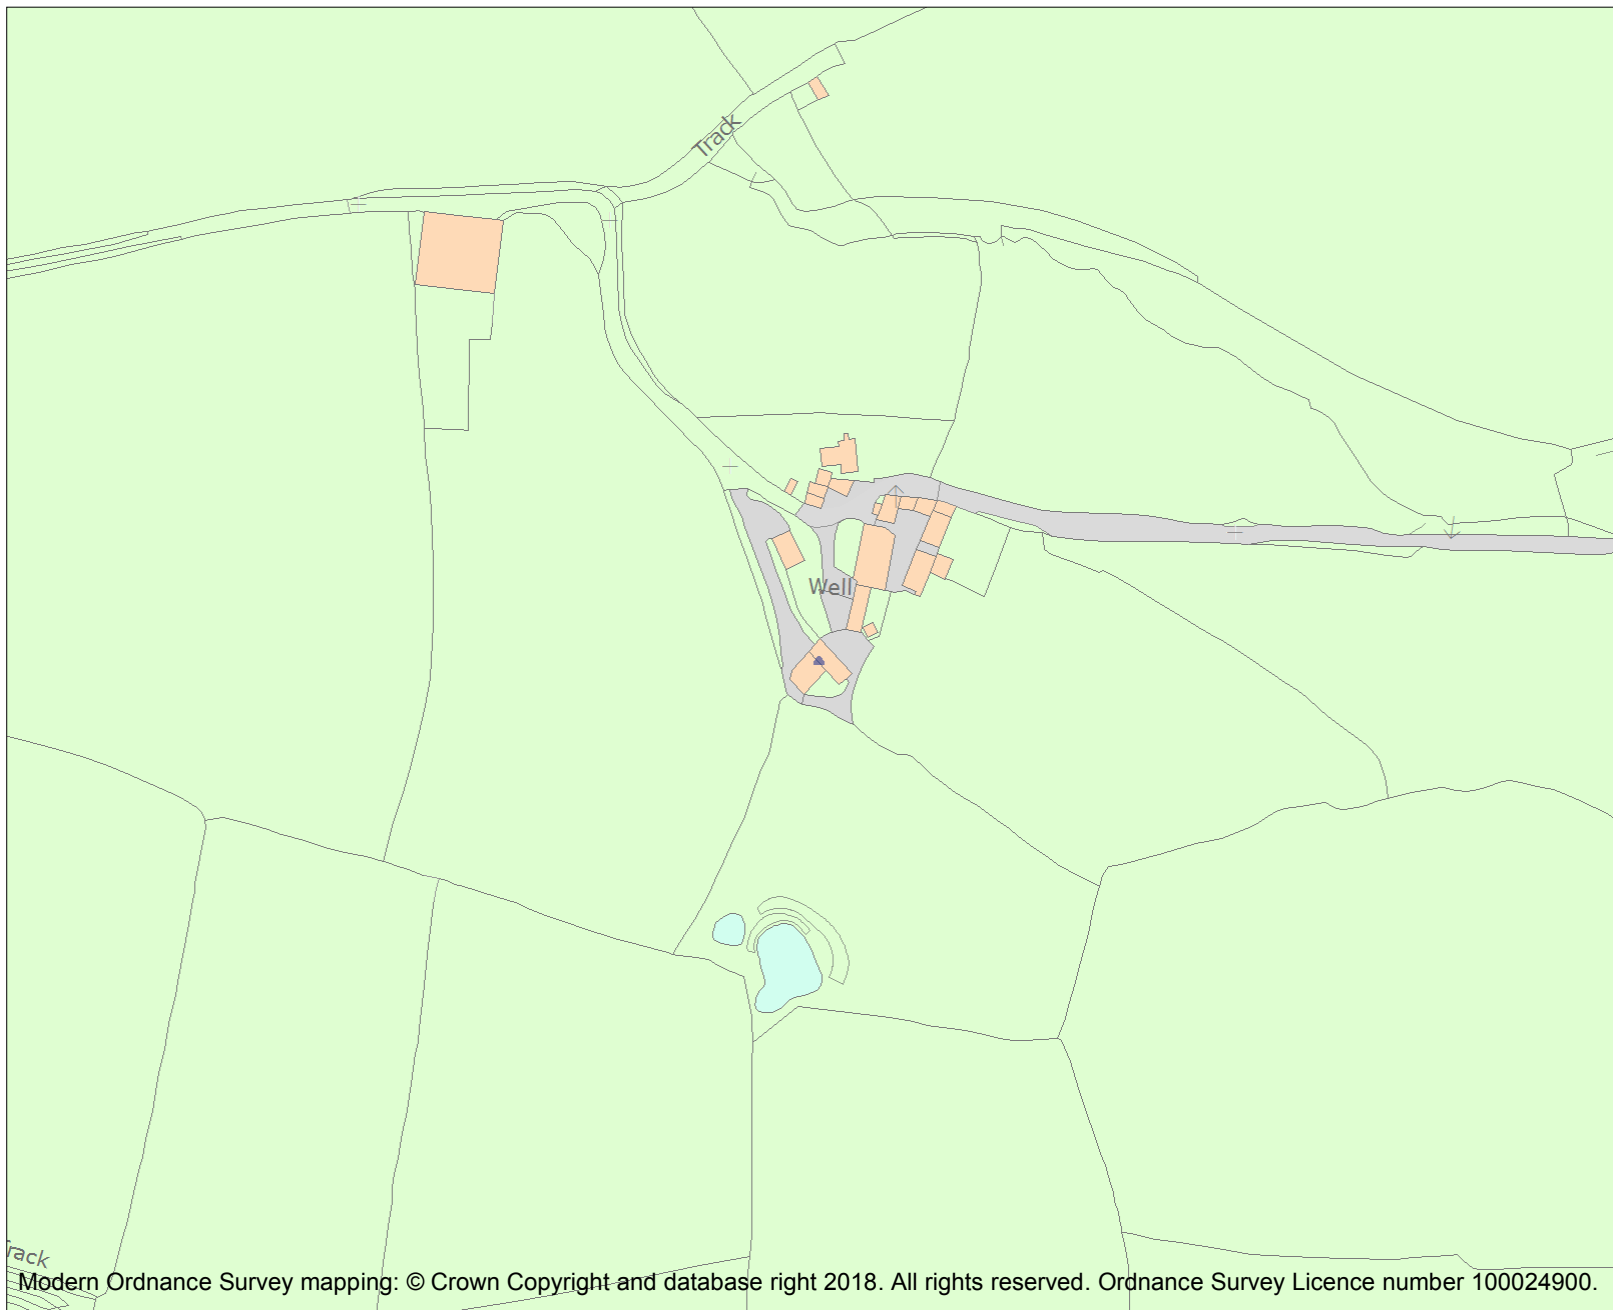 Track
Well
Track
Modern Ordnance Survey mapping: © Crown Copyright and database right 2018. All rights reserved. Ordnance Survey Licence number 100024900.